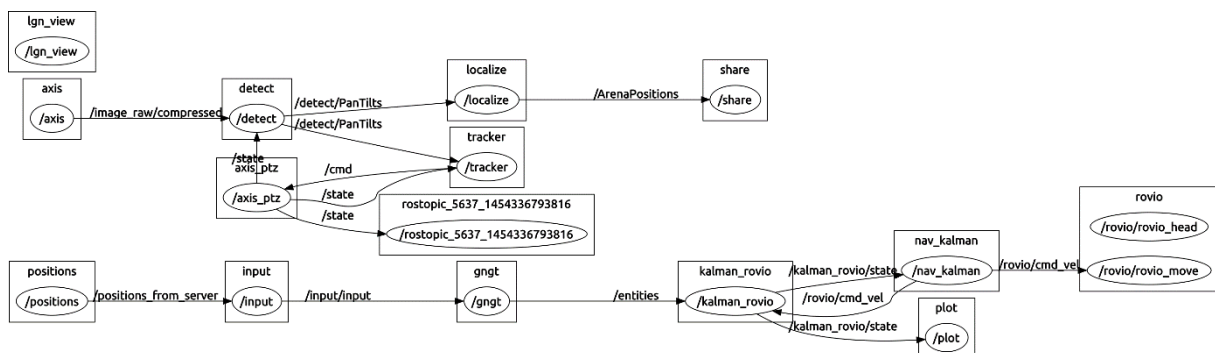 lgn_view
/lgn_view
axis
/axis
/image_raw/compressed
detect
/detect
/detect/PanTilts
/detect/PanTilts
localize
/localize
/ArenaPositions
share
/share
tracker
/tracker
/state
axis_ptz
/axis_ptz
/cmd
/state
/state
rostopic_5637_1454336793816
/rostopic_5637_1454336793816
positions
/positions
/positions_from_server
input
/input
/input/input
gngt
/gngt
/entities
kalman_rovio
/kalman_rovio
/kalman_rovio/state
/rovio/cmd_vel
/kalman_rovio/state
nav_kalman
/nav_kalman
/rovio/cmd_vel
plot
/plot
rovio
/rovio/rovio_head
/rovio/rovio_move